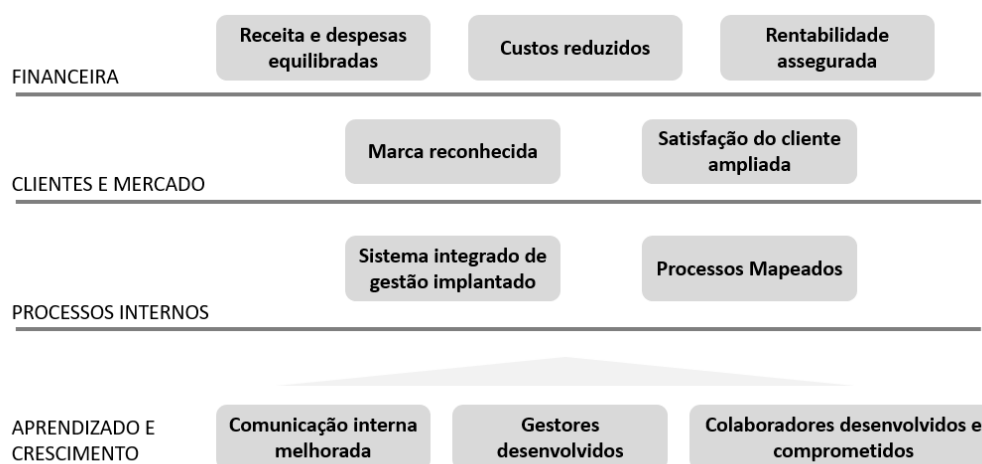 Receita e despesas
equilibradas
Custos reduzidos
Rentabilidade
assegurada
FINANCEIRA
Marca reconhecida
Satisfação do cliente
ampliada
CLIENTES E MERCADO
Sistema integrado de
gestão implantado
Processos Mapeados
PROCESSOS INTERNOS
APRENDIZADO E
CRESCIMENTO
Comunicação interna
melhorada
Gestores
desenvolvidos
Colaboradores desenvolvidos e
comprometidos